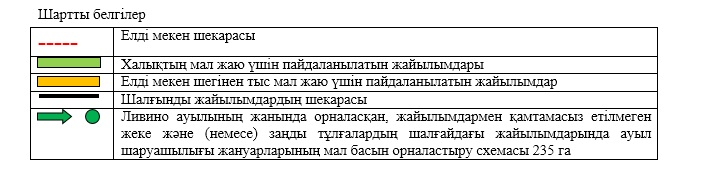 Шартты белгілер
Елді мекен шекарасы
Халықтың мал жаю үшін пайдаланылатын жайылымдары
Елді мекен шегінен тыс мал жаю үшін пайдаланылатын жайылымдар
Шалғынды жайылымдардың шекарасы
Ливино ауылының жанында орналасқан, жайылымдармен қамтамасыз етілмеген
жеке және (немесе) заңды тұлғалардың шалғайдағы жайылымдарында ауыл
шаруашылығы жануарларының мал басын орналастыру схемасы 235 га